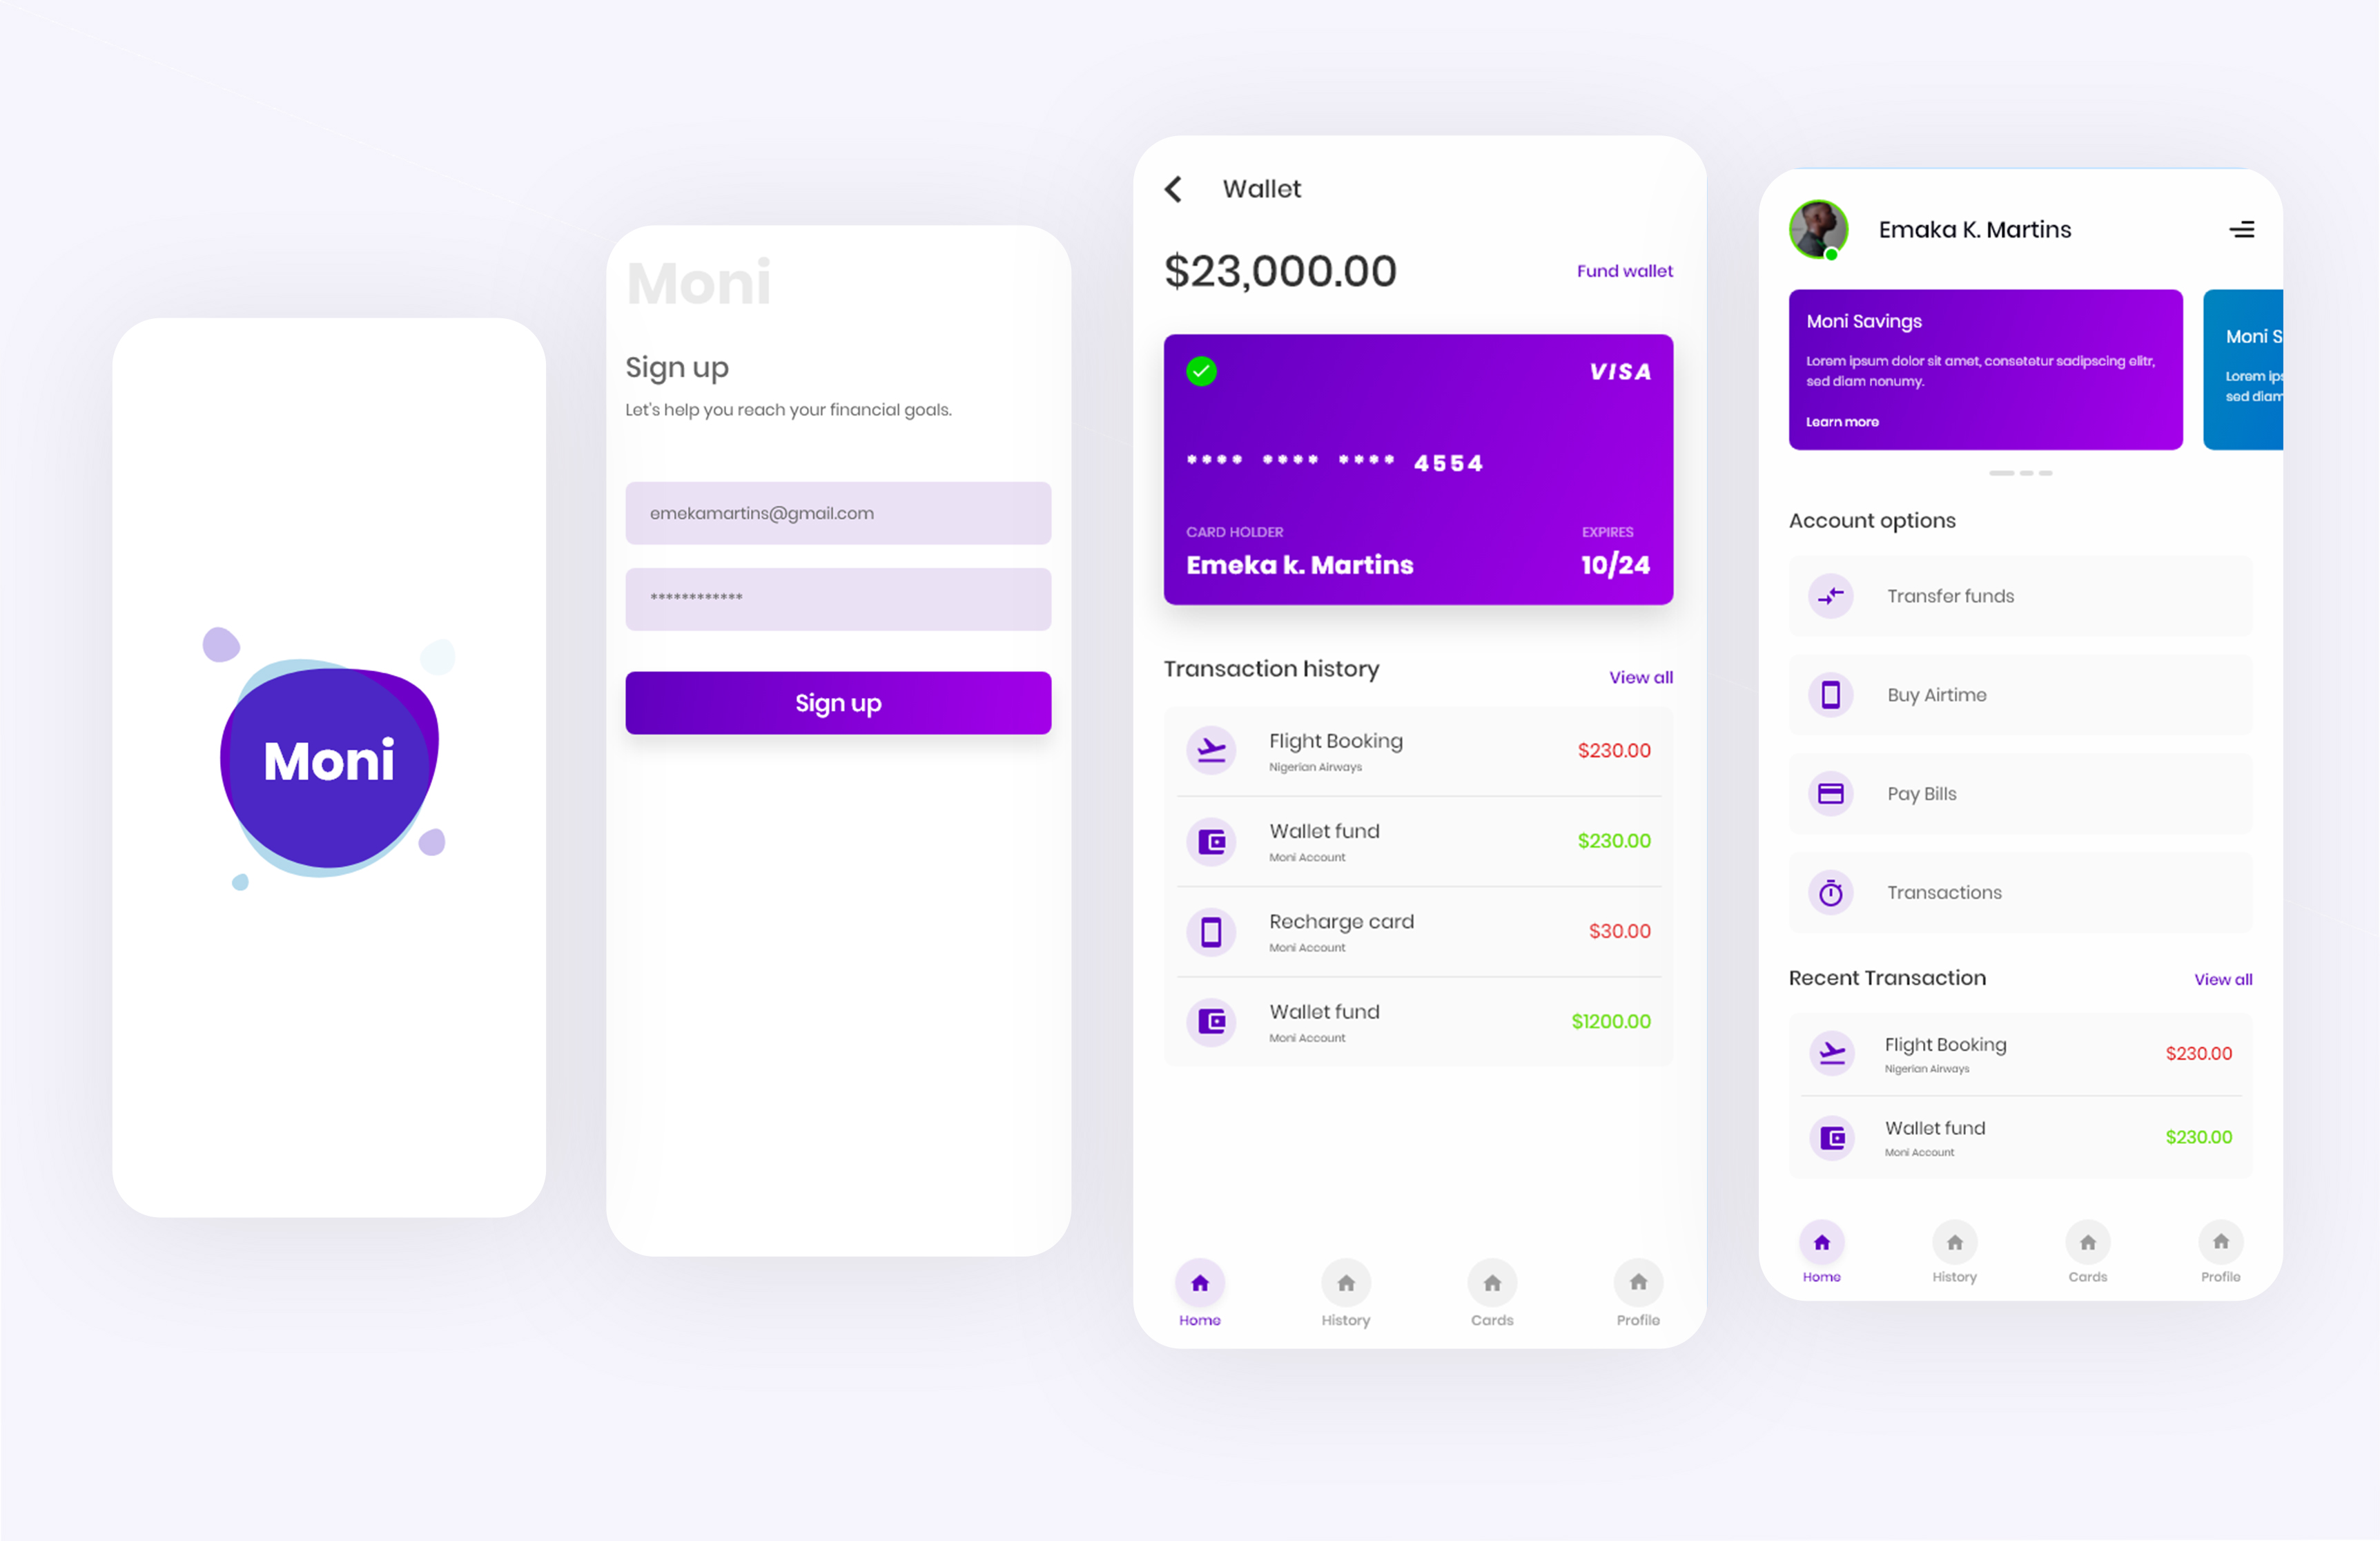 Moni
Moni
Sign up
Let's help you reach your financial goals.
emekamartins@gmail.com
************
Sign up
Wallet
$23,000.00
Fund wallet
VISA
**** **** **** 4554
CARD HOLDER
EXPIRES
Emeka k. Martins
10/24
Transaction history
View all
Flight Booking
$230.00
Nigerian Airways
Wallet fund
$230.00
Moni Account
Recharge card
$30.00
Moni Account
Wallet fund
$1200.00
Moni Account
Home
History
Cards
Profile
Emaka K. Martins
Moni Savings
Lorem ipsum dolor sit amet, consetetur sadipscing elitr,
sed diam nonumy.
Learn more
Moni S
Lorem ips
sed diam
Account options
Transfer funds
Buy Airtime
Pay Bills
Transactions
Recent Transaction
View all
Flight Booking
$230.00
Nigerian Airways
Wallet fund
$230.00
Moni Account
Home
History
Cards
Profile